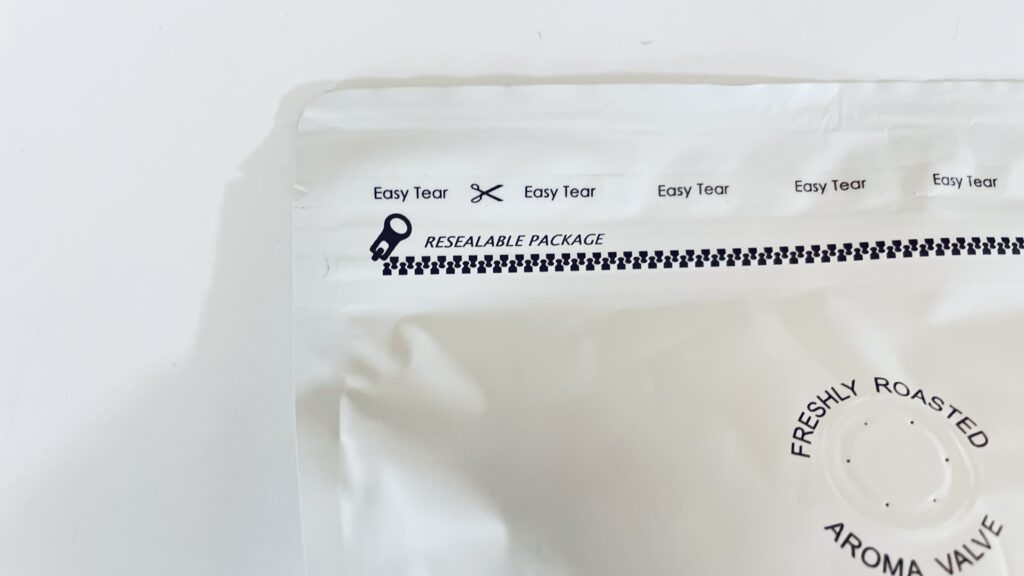 Easy Tear Easy Tear Easy Tear Easy Tear Easy Tear
RESEALABLE PACKAGE
FRESHLY ROASTED
AROMA VALVE